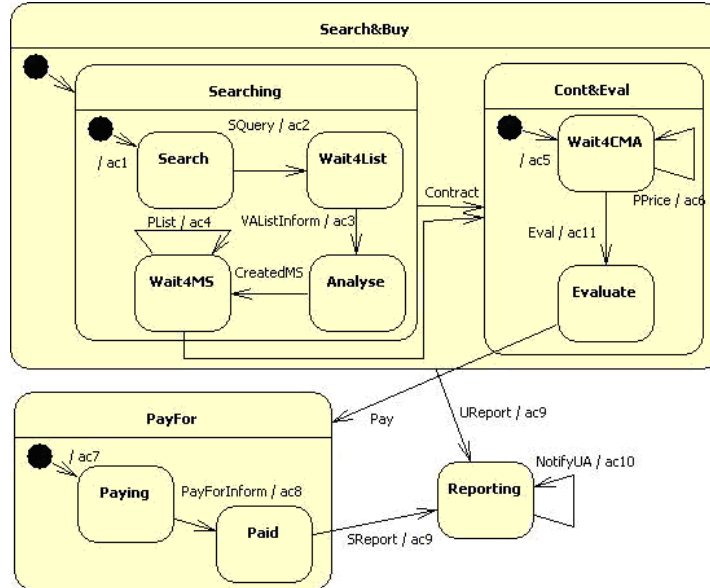 Search&Buy
Searching
Cont&Eval
SQuery / ac2
/ ac1
Search
Wait4List
Wait4CMA
/ ac5
Contract
PPrice / ac6
PList / ac4
VAListInform / ac3
Eval / ac11
CreatedMS
Wait4MS
Analyse
Evaluate
PayFor
Pay
UReport / ac9
/ ac7
NotifyUA / ac10
Paying
PayForInform / ac8
Reporting
Paid
SReport / ac9